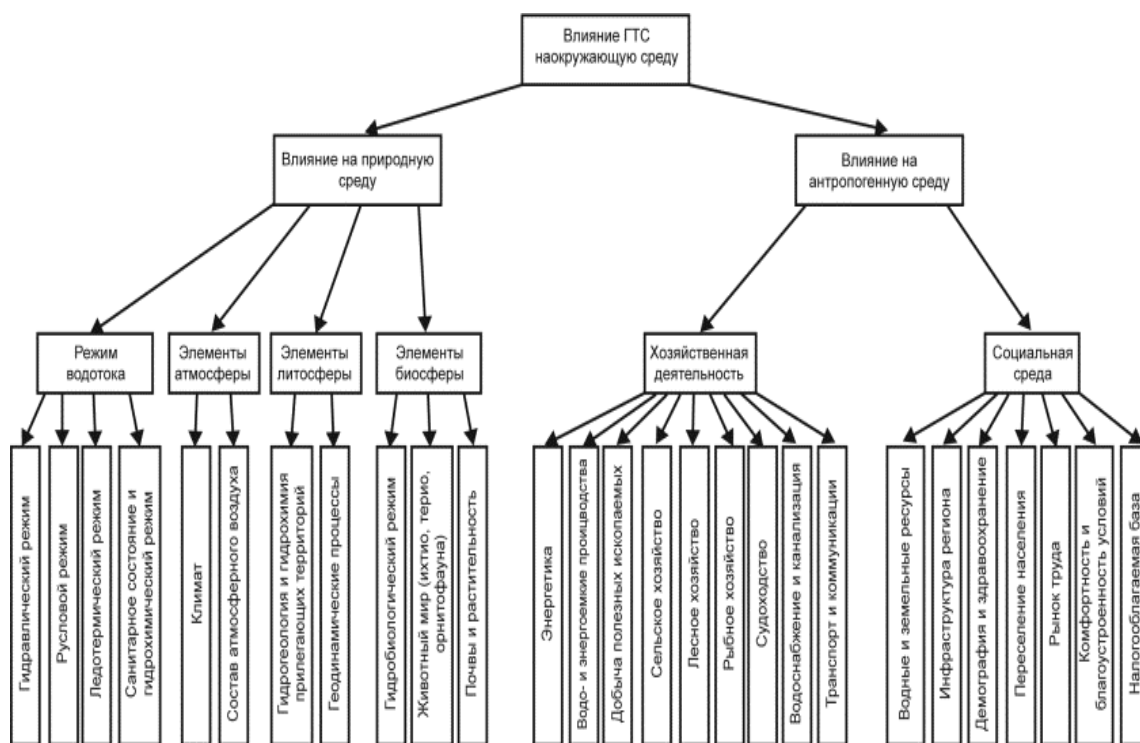 Влияние ГТС
наокружающую среду
Влияние на природную
среду
Влияние на
антропогенную среду
Режим
водотока
Элементы
атмосферы
Элементы
литосферы
Элементы
биосферы
Хозяйственная
деятельность
Социальная
среда
Гидравлический режим
Русловой режим
Ледотермический режим
Санитарное состояние и
гидрохимический режим
Климат
Состав атмосферного воздуха
Гидрогеология и гидрохимия
прилегающих территорий
Геодинамические процессы
Гидробиологический режим
Животный мир (ихтио, терио,
орнитофауна)
Почвы и растительность
Энергетика
Водо- и энергоемкие проицводства
Добыча полезных ископаемых
Сельское хозяйство
Лесное хозяйство
Рыбное хозяйство
Судоходство
Водоснабжение и канализация
Транспорт и коммуникации
Водные и земельные ресурсы
Инфраструктура региона
Демография и здравоохранение
Переселение населения
Рынок труда
Комфортность и
благоустроенность условий
Налогооблагаемая база